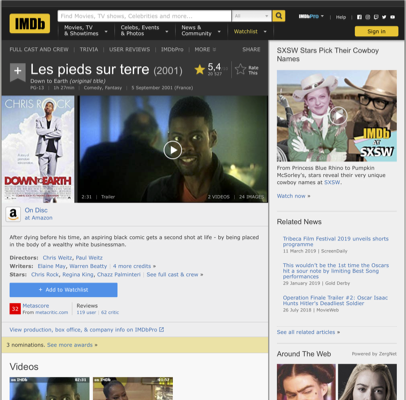 IMDb
Find Movies, TV shows, Celebrities and more... All
IMDbPro | Help
Movies, TV & Showtimes
Celebs, Events & Photos
News & Community
Watchlist
Sign in
FULL CAST AND CREW | TRIVIA | USER REVIEWS | IMDbPro | MORE SHARE
Les pieds sur terre (2001)
Down to Earth (original title)
PG-13 | 1h 27min | Comedy, Fantasy | 5 September 2001 (France)
5,4
Rate This
CHRIS ROCK
DOWN TO EARTH
2:31 | Trailer
2 VIDEOS | 24 IMAGES
On Disc
at Amazon
After dying before his time, an aspiring black comic gets a second shot at life - by being
placed in the body of a wealthy white businessman.
Directors: Chris Weitz, Paul Weitz
Writers: Elaine May, Warren Beatty | 4 more credits »
Stars: Chris Rock, Regina King, Chazz Palminteri | See full cast & crew »
+ Add to Watchlist
32 Metascore
From metacritic.com
Reviews
119 user | 62 critic
View production, box office, & company info on IMDbPro
3 nominations. See more awards »
Videos
SXSW Stars Pick Their Cowboy
Names
IMDb
AT
SXSW
From Princess Blue Rhino to Pumpkin
McSorley's, stars reveal their very unique
cowboy names at SXSW.
Watch now »
Related News
Tribeca Film Festival 2019 unveils shorts
programme
11 March 2019 | ScreenDaily
This wouldn't be the 1st time the Oscars
hit a sour note by limiting Best Song
performances
29 January 2019 | Gold Derby
Operation Finale Trailer #2: Oscar Isaac
Hunts Hitler's Deadliest Soldier
26 July 2018 | MovieWeb
See all related articles »
Around The Web
Powered by ZergNet